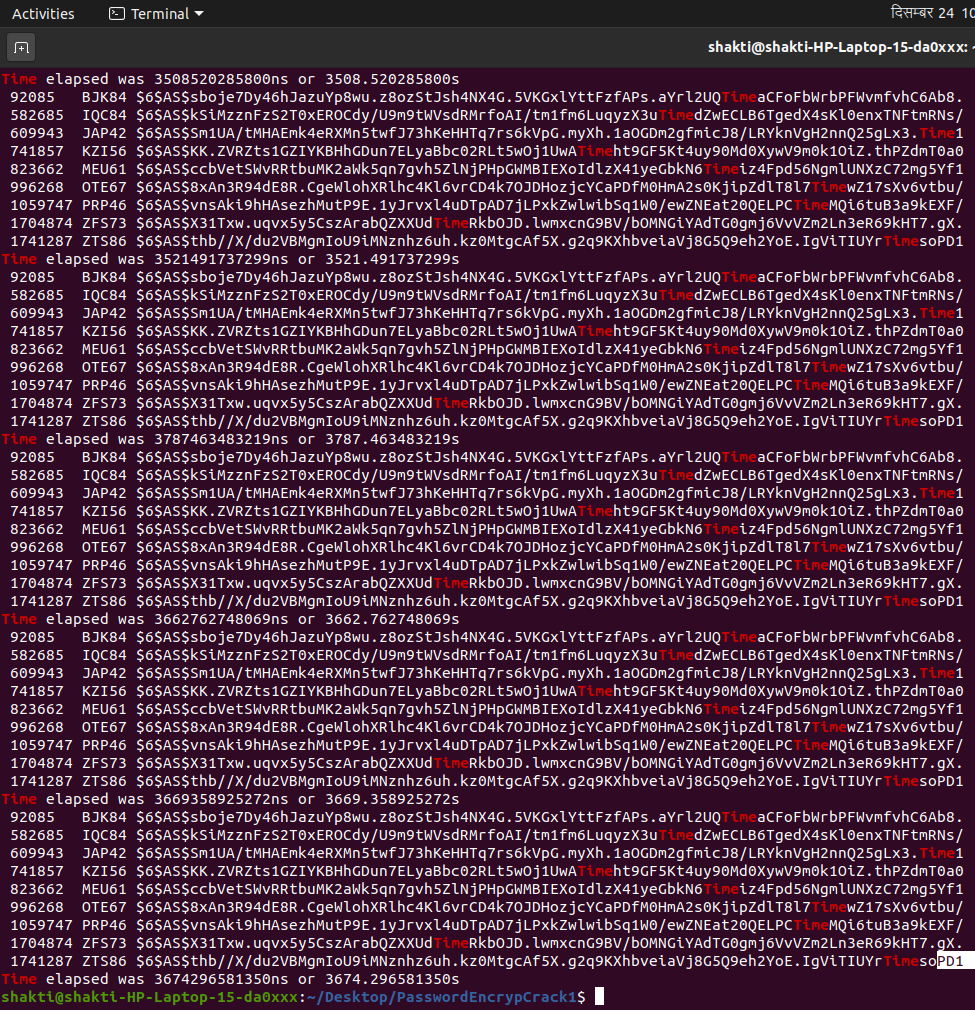 Activities
Terminal
दिसम्बर 24 10
shakti@shakti-HP-Laptop-15-da0xxx: ~
Time elapsed was 3508520285800ns or 3508.520285800s
92085 BJK84 $6$AS$sboje7Dy46hJazuYp8wu.z8ozStJsh4NX4G.5VKGxlYttFzfAPs.aYrl2UQTimeaCFoFbWrbPFWvmfvhC6Ab8.
582685 IQC84 $6$AS$kSiMzznFzS2T0xEROCdy/U9m9tWVsdRMrfoAI/tm1fm6LuqyzX3uTimedZwECLB6TgedX4sKl0enxTNFtmRNs/
609943 JAP42 $6$AS$Sm1UA/tMHAEmk4eRXMn5twfJ73hKeHHTq7rs6kVpG.myXh.1aOGDm2gfmicJ8/LRYknVgH2nnQ25gLx3.Time1
741857 KZI56 $6$AS$KK.ZVRZts1GZIYKBHhGDun7ELyaBbc02RLt5wOj1UwATimeht9GF5Kt4uy90Md0XywV9m0k1OiZ.thPZdmT0a0
823662 MEU61 $6$AS$ccbVetSWvRRtbuMK2aWk5qn7gvh5ZlNjPHpGWMBIEXoIdlzX41yeGbkN6Timeiz4Fpd56NgmlUNXzC72mg5Yf1
996268 OTE67 $6$AS$8xAn3R94dE8R.CgeWlohXRlhc4Kl6vrCD4k7OJDHozjcYCaPDfM0HmA2s0KjipZdlT8l7TimewZ17sXv6vtbu/
1059747 PRP46 $6$AS$vnsAki9hHAsezhMutP9E.1yJrvxl4uDTpAD7jLPxkZwlwibSq1W0/ewZNEat20QELPCTimeMQi6tuB3a9kEXF/
1704874 ZFS73 $6$AS$X31Txw.uqvx5y5CszArabQZXXUdTimeRkbOJD.lwmxcnG9BV/bOMNGiYAdTG0gmj6VvVZm2Ln3eR69kHT7.gX.
1741287 ZTS86 $6$AS$thb//X/du2VBMgmIoU9iMNznhz6uh.kz0MtgcAf5X.g2q9KXhbveiaVj8G5Q9eh2YoE.IgViTIUYrTimesoPD1
Time elapsed was 3521491737299ns or 3521.491737299s
92085 BJK84 $6$AS$sboje7Dy46hJazuYp8wu.z8ozStJsh4NX4G.5VKGxlYttFzfAPs.aYrl2UQTimeaCFoFbWrbPFWvmfvhC6Ab8.
582685 IQC84 $6$AS$kSiMzznFzS2T0xEROCdy/U9m9tWVsdRMrfoAI/tm1fm6LuqyzX3uTimedZwECLB6TgedX4sKl0enxTNFtmRNs/
609943 JAP42 $6$AS$Sm1UA/tMHAEmk4eRXMn5twfJ73hKeHHTq7rs6kVpG.myXh.1aOGDm2gfmicJ8/LRYknVgH2nnQ25gLx3.Time1
741857 KZI56 $6$AS$KK.ZVRZts1GZIYKBHhGDun7ELyaBbc02RLt5wOj1UwATimeht9GF5Kt4uy90Md0XywV9m0k1OiZ.thPZdmT0a0
823662 MEU61 $6$AS$ccbVetSWvRRtbuMK2aWk5qn7gvh5ZlNjPHpGWMBIEXoIdlzX41yeGbkN6Timeiz4Fpd56NgmlUNXzC72mg5Yf1
996268 OTE67 $6$AS$8xAn3R94dE8R.CgeWlohXRlhc4Kl6vrCD4k7OJDHozjcYCaPDfM0HmA2s0KjipZdlT8l7TimewZ17sXv6vtbu/
1059747 PRP46 $6$AS$vnsAki9hHAsezhMutP9E.1yJrvxl4uDTpAD7jLPxkZwlwibSq1W0/ewZNEat20QELPCTimeMQi6tuB3a9kEXF/
1704874 ZFS73 $6$AS$X31Txw.uqvx5y5CszArabQZXXUdTimeRkbOJD.lwmxcnG9BV/bOMNGiYAdTG0gmj6VvVZm2Ln3eR69kHT7.gX.
1741287 ZTS86 $6$AS$thb//X/du2VBMgmIoU9iMNznhz6uh.kz0MtgcAf5X.g2q9KXhbveiaVj8G5Q9eh2YoE.IgViTIUYrTimesoPD1
Time elapsed was 3787463483219ns or 3787.463483219s
92085 BJK84 $6$AS$sboje7Dy46hJazuYp8wu.z8ozStJsh4NX4G.5VKGxlYttFzfAPs.aYrl2UQTimeaCFoFbWrbPFWvmfvhC6Ab8.
582685 IQC84 $6$AS$kSiMzznFzS2T0xEROCdy/U9m9tWVsdRMrfoAI/tm1fm6LuqyzX3uTimedZwECLB6TgedX4sKl0enxTNFtmRNs/
609943 JAP42 $6$AS$Sm1UA/tMHAEmk4eRXMn5twfJ73hKeHHTq7rs6kVpG.myXh.1aOGDm2gfmicJ8/LRYknVgH2nnQ25gLx3.Time1
741857 KZI56 $6$AS$KK.ZVRZts1GZIYKBHhGDun7ELyaBbc02RLt5wOj1UwATimeht9GF5Kt4uy90Md0XywV9m0k1OiZ.thPZdmT0a0
823662 MEU61 $6$AS$ccbVetSWvRRtbuMK2aWk5qn7gvh5ZlNjPHpGWMBIEXoIdlzX41yeGbkN6Timeiz4Fpd56NgmlUNXzC72mg5Yf1
996268 OTE67 $6$AS$8xAn3R94dE8R.CgeWlohXRlhc4Kl6vrCD4k7OJDHozjcYCaPDfM0HmA2s0KjipZdlT8l7TimewZ17sXv6vtbu/
1059747 PRP46 $6$AS$vnsAki9hHAsezhMutP9E.1yJrvxl4uDTpAD7jLPxkZwlwibSq1W0/ewZNEat20QELPCTimeMQi6tuB3a9kEXF/
1704874 ZFS73 $6$AS$X31Txw.uqvx5y5CszArabQZXXUdTimeRkbOJD.lwmxcnG9BV/bOMNGiYAdTG0gmj6VvVZm2Ln3eR69kHT7.gX.
1741287 ZTS86 $6$AS$thb//X/du2VBMgmIoU9iMNznhz6uh.kz0MtgcAf5X.g2q9KXhbveiaVj8G5Q9eh2YoE.IgViTIUYrTimesoPD1
Time elapsed was 3662762748069ns or 3662.762748069s
92085 BJK84 $6$AS$sboje7Dy46hJazuYp8wu.z8ozStJsh4NX4G.5VKGxlYttFzfAPs.aYrl2UQTimeaCFoFbWrbPFWvmfvhC6Ab8.
582685 IQC84 $6$AS$kSiMzznFzS2T0xEROCdy/U9m9tWVsdRMrfoAI/tm1fm6LuqyzX3uTimedZwECLB6TgedX4sKl0enxTNFtmRNs/
609943 JAP42 $6$AS$Sm1UA/tMHAEmk4eRXMn5twfJ73hKeHHTq7rs6kVpG.myXh.1aOGDm2gfmicJ8/LRYknVgH2nnQ25gLx3.Time1
741857 KZI56 $6$AS$KK.ZVRZts1GZIYKBHhGDun7ELyaBbc02RLt5wOj1UwATimeht9GF5Kt4uy90Md0XywV9m0k1OiZ.thPZdmT0a0
823662 MEU61 $6$AS$ccbVetSWvRRtbuMK2aWk5qn7gvh5ZlNjPHpGWMBIEXoIdlzX41yeGbkN6Timeiz4Fpd56NgmlUNXzC72mg5Yf1
996268 OTE67 $6$AS$8xAn3R94dE8R.CgeWlohXRlhc4Kl6vrCD4k7OJDHozjcYCaPDfM0HmA2s0KjipZdlT8l7TimewZ17sXv6vtbu/
1059747 PRP46 $6$AS$vnsAki9hHAsezhMutP9E.1yJrvxl4uDTpAD7jLPxkZwlwibSq1W0/ewZNEat20QELPCTimeMQi6tuB3a9kEXF/
1704874 ZFS73 $6$AS$X31Txw.uqvx5y5CszArabQZXXUdTimeRkbOJD.lwmxcnG9BV/bOMNGiYAdTG0gmj6VvVZm2Ln3eR69kHT7.gX.
1741287 ZTS86 $6$AS$thb//X/du2VBMgmIoU9iMNznhz6uh.kz0MtgcAf5X.g2q9KXhbveiaVj8G5Q9eh2YoE.IgViTIUYrTimesoPD1
Time elapsed was 3669358925272ns or 3669.358925272s
92085 BJK84 $6$AS$sboje7Dy46hJazuYp8wu.z8ozStJsh4NX4G.5VKGxlYttFzfAPs.aYrl2UQTimeaCFoFbWrbPFWvmfvhC6Ab8.
582685 IQC84 $6$AS$kSiMzznFzS2T0xEROCdy/U9m9tWVsdRMrfoAI/tm1fm6LuqyzX3uTimedZwECLB6TgedX4sKl0enxTNFtmRNs/
609943 JAP42 $6$AS$Sm1UA/tMHAEmk4eRXMn5twfJ73hKeHHTq7rs6kVpG.myXh.1aOGDm2gfmicJ8/LRYknVgH2nnQ25gLx3.Time1
741857 KZI56 $6$AS$KK.ZVRZts1GZIYKBHhGDun7ELyaBbc02RLt5wOj1UwATimeht9GF5Kt4uy90Md0XywV9m0k1OiZ.thPZdmT0a0
823662 MEU61 $6$AS$ccbVetSWvRRtbuMK2aWk5qn7gvh5ZlNjPHpGWMBIEXoIdlzX41yeGbkN6Timeiz4Fpd56NgmlUNXzC72mg5Yf1
996268 OTE67 $6$AS$8xAn3R94dE8R.CgeWlohXRlhc4Kl6vrCD4k7OJDHozjcYCaPDfM0HmA2s0KjipZdlT8l7TimewZ17sXv6vtbu/
1059747 PRP46 $6$AS$vnsAki9hHAsezhMutP9E.1yJrvxl4uDTpAD7jLPxkZwlwibSq1W0/ewZNEat20QELPCTimeMQi6tuB3a9kEXF/
1704874 ZFS73 $6$AS$X31Txw.uqvx5y5CszArabQZXXUdTimeRkbOJD.lwmxcnG9BV/bOMNGiYAdTG0gmj6VvVZm2Ln3eR69kHT7.gX.
1741287 ZTS86 $6$AS$thb//X/du2VBMgmIoU9iMNznhz6uh.kz0MtgcAf5X.g2q9KXhbveiaVj8G5Q9eh2YoE.IgViTIUYrTimesoPD1
Time elapsed was 3674296581350ns or 3674.296581350s
shakti@shakti-HP-Laptop-15-da0xxx:~/Desktop/PasswordEncrypCrack1$